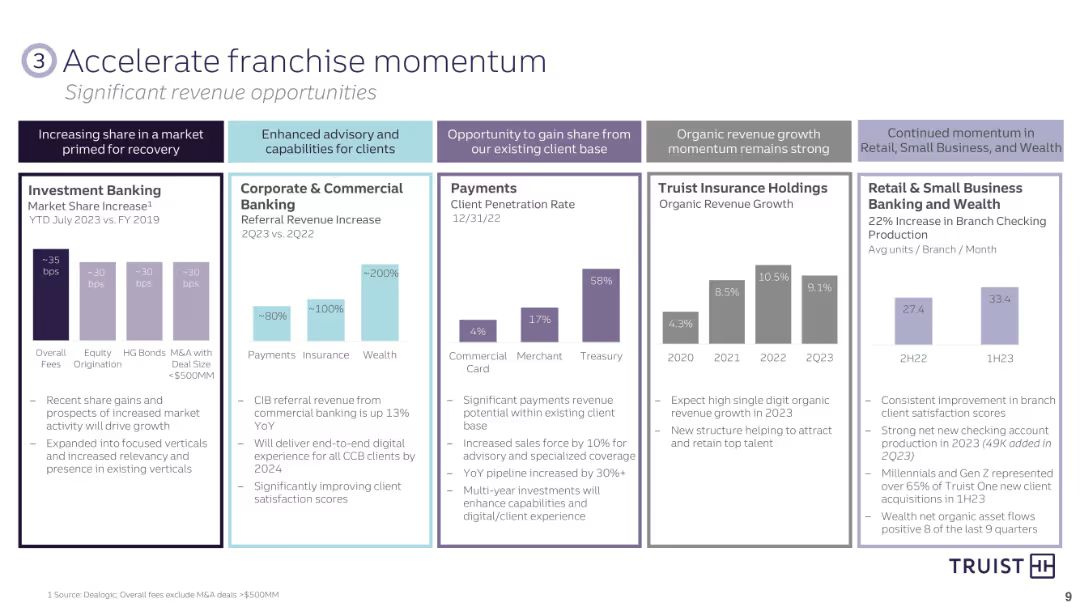 3 Accelerate franchise momentum
Significant revenue opportunities
Increasing share in a market
primed for recovery
Investment Banking
Market Share Increase1
YTD July 2023 vs. FY 2019
~35
bps
~30
bps
~30
bps
~30
bps
Overall
Fees
Equity
Origination
HG Bonds
M&A with
Deal Size
<$500MM
– Recent share gains and
prospects of increased market
activity will drive growth
– Expanded into focused verticals
and increased relevancy and
presence in existing verticals
Enhanced advisory and
capabilities for clients
Corporate & Commercial
Banking
Referral Revenue Increase
2Q23 vs. 2Q22
~80%
~100%
~200%
Payments Insurance Wealth
– CIB referral revenue from
commercial banking is up 13%
YoY
– Will deliver end-to-end digital
experience for all CCB clients by
2024
– Significantly improving client
satisfaction scores
Opportunity to gain share from
our existing client base
Payments
Client Penetration Rate
12/31/22
4%
17%
58%
Commercial
Card
Merchant
Treasury
– Significant payments revenue
potential within existing client
base
– Increased sales force by 10% for
advisory and specialized coverage
– YoY pipeline increased by 30%+
– Multi-year investments will
enhance capabilities and
digital/client experience
Organic revenue growth
momentum remains strong
Truist Insurance Holdings
Organic Revenue Growth
4.3%
8.5%
10.5%
9.1%
2020 2021 2022 2Q23
– Expect high single digit organic
revenue growth in 2023
– New structure helping to attract
and retain top talent
Continued momentum in
Retail, Small Business, and Wealth
Retail & Small Business
Banking and Wealth
22% Increase in Branch Checking
Production
Avg units / Branch / Month
27.4
33.4
2H22 1H23
– Consistent improvement in branch
client satisfaction scores
– Strong net new checking account
production in 2023 (49K added in
2Q23)
– Millennials and Gen Z represented
over 65% of Truist One new client
acquisitions in 1H23
– Wealth net organic asset flows
positive 8 of the last 9 quarters
TRUIST
1 Source: Dealogic; Overall fees exclude M&A deals >$500MM
9